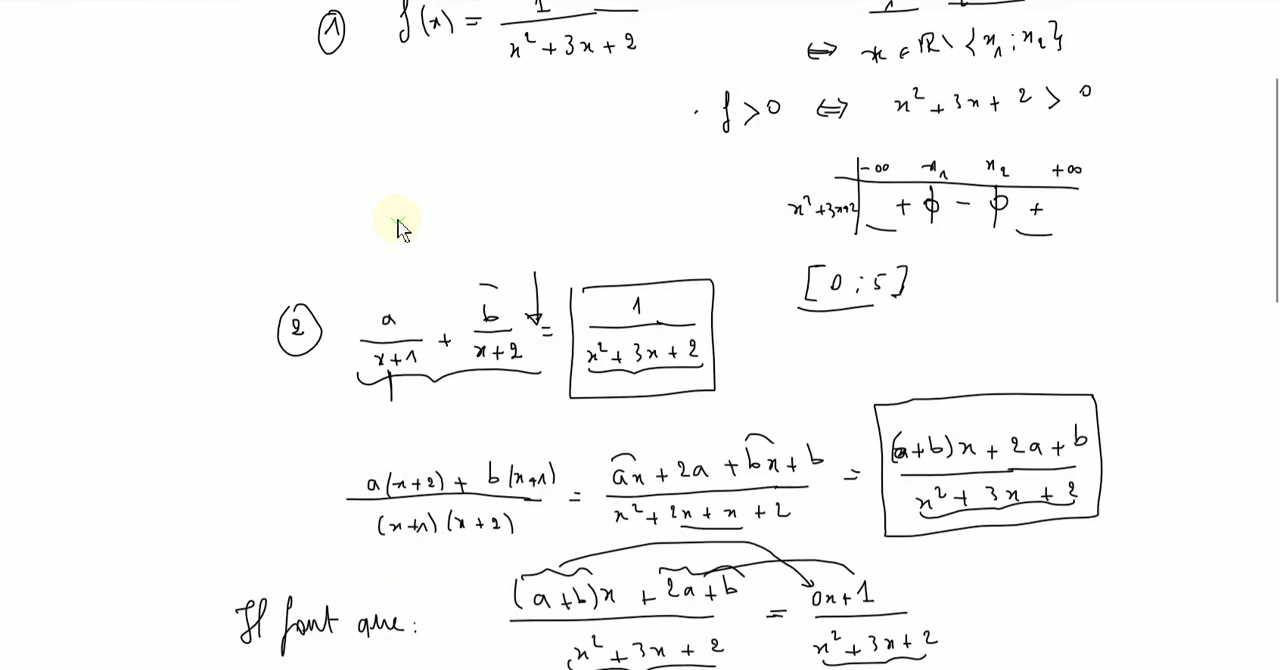 ① f(x) = 1 / (x² + 3x + 2)
⇔ x ∈ ℝ \ {x₁ ; x₂}
· f > 0 ⇔ x² + 3x + 2 > 0
-∞ x₁ x₂ +∞
x² + 3x + 2 + 0 - 0 +
[0 ; 5]
② a / (x+1) + b / (x+2) = 1 / (x² + 3x + 2)
(a(x+2) + b(x+1)) / ((x+1)(x+2)) = (ax + 2a + bx + b) / (x² + 2x + x + 2) = ((a+b)x + 2a + b) / (x² + 3x + 2)
Il faut que: ((a+b)x + 2a + b) / (x² + 3x + 2) = (0x + 1) / (x² + 3x + 2)